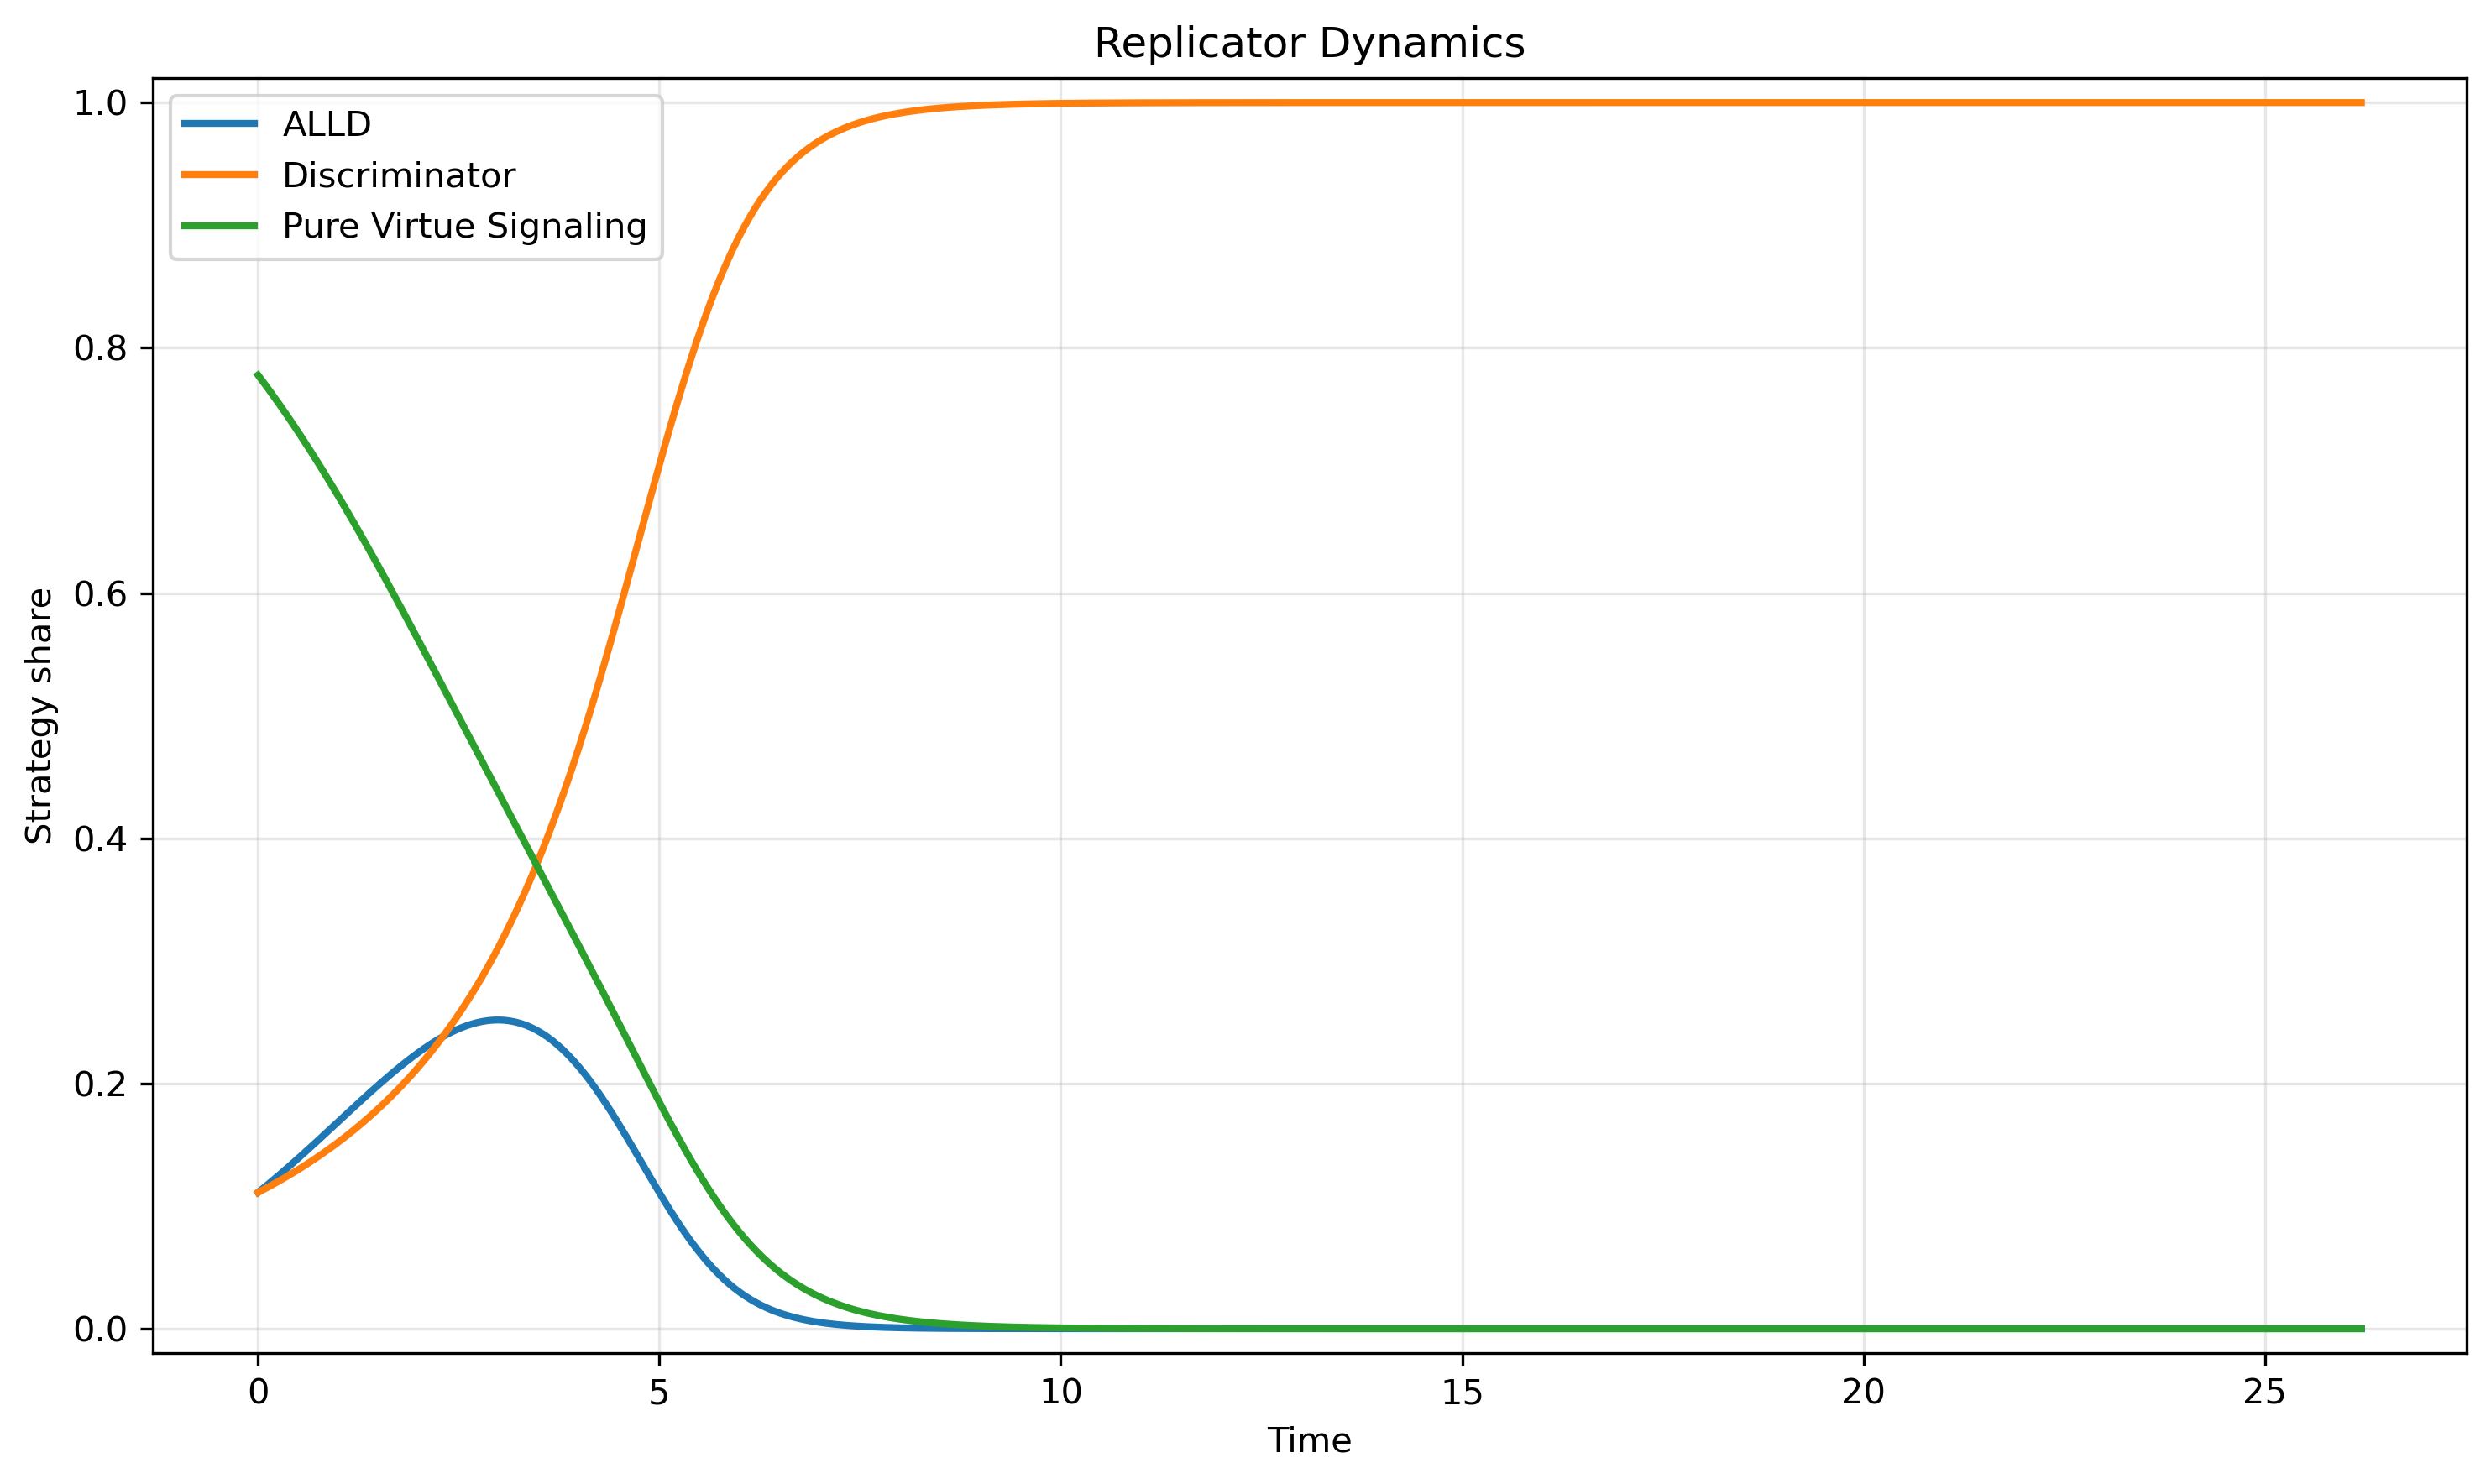 Replicator Dynamics
ALLD
Discriminator
Pure Virtue Signaling
Strategy share
1.0
0.8
0.6
0.4
0.2
0.0
0 5 10 15 20 25
Time